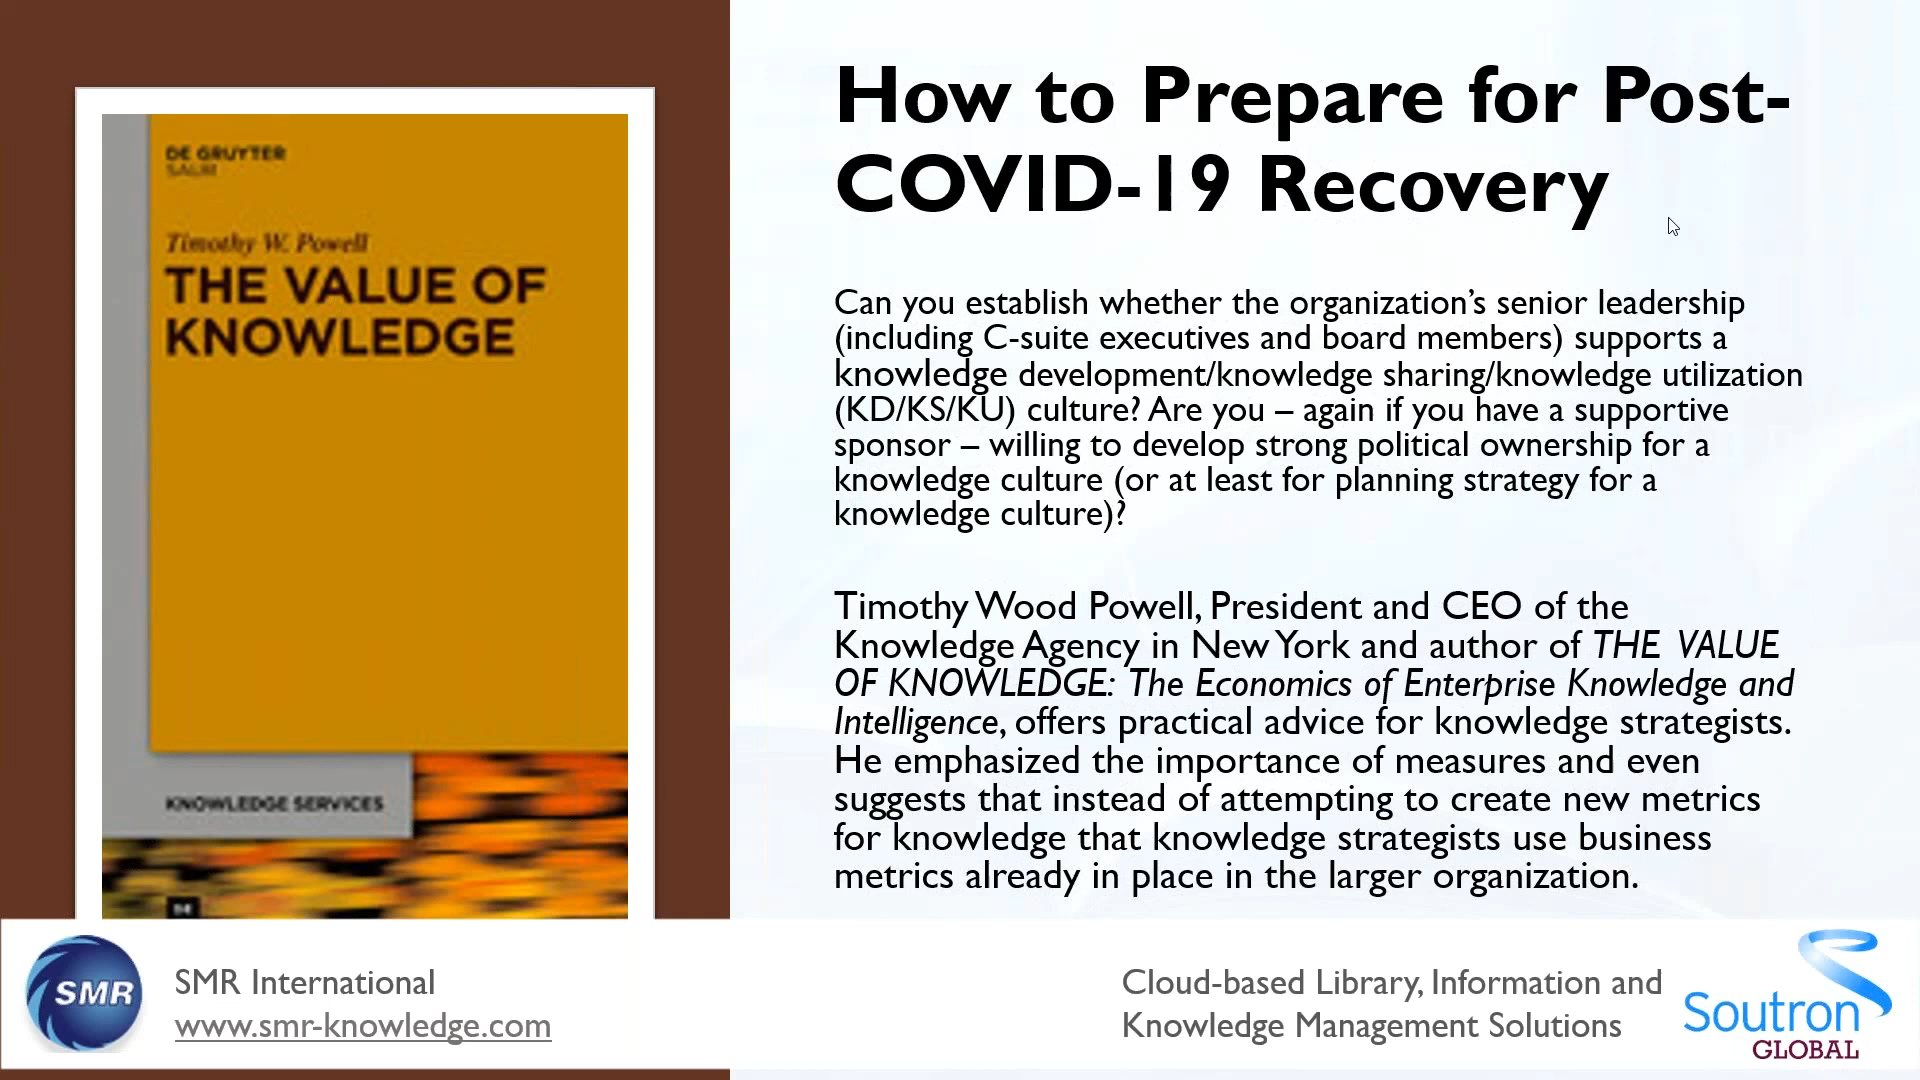 DE GRUYTER
SAUR
Timothy W. Powell
THE VALUE OF
KNOWLEDGE
KNOWLEDGE SERVICES
DE
How to Prepare for Post-
COVID-19 Recovery
Can you establish whether the organization’s senior leadership
(including C-suite executives and board members) supports a
knowledge development/knowledge sharing/knowledge utilization
(KD/KS/KU) culture? Are you – again if you have a supportive
sponsor – willing to develop strong political ownership for a
knowledge culture (or at least for planning strategy for a
knowledge culture)?
Timothy Wood Powell, President and CEO of the
Knowledge Agency in New York and author of THE VALUE
OF KNOWLEDGE: The Economics of Enterprise Knowledge and
Intelligence, offers practical advice for knowledge strategists.
He emphasized the importance of measures and even
suggests that instead of attempting to create new metrics
for knowledge that knowledge strategists use business
metrics already in place in the larger organization.
SMR
SMR International
www.smr-knowledge.com
Cloud-based Library, Information and
Knowledge Management Solutions
Soutron
GLOBAL